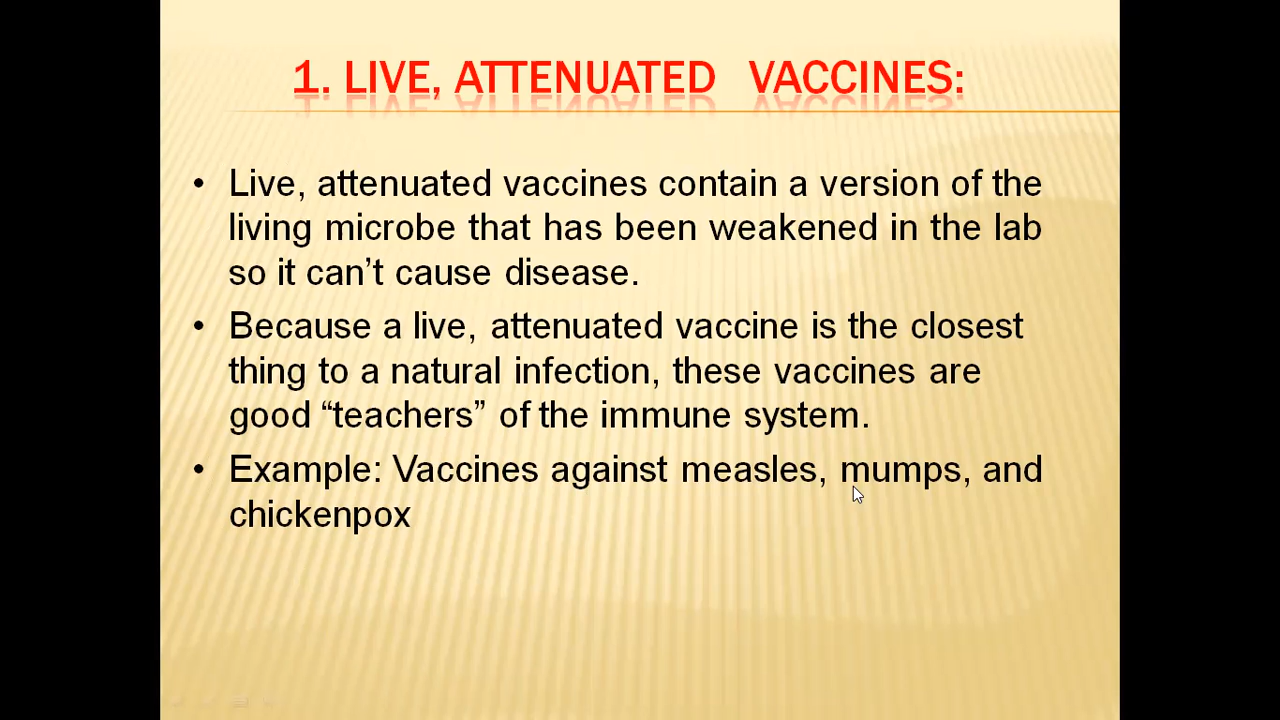 1. LIVE, ATTENUATED VACCINES:
• Live, attenuated vaccines contain a version of the
living microbe that has been weakened in the lab
so it can’t cause disease.
• Because a live, attenuated vaccine is the closest
thing to a natural infection, these vaccines are
good “teachers” of the immune system.
• Example: Vaccines against measles, mumps, and
chickenpox